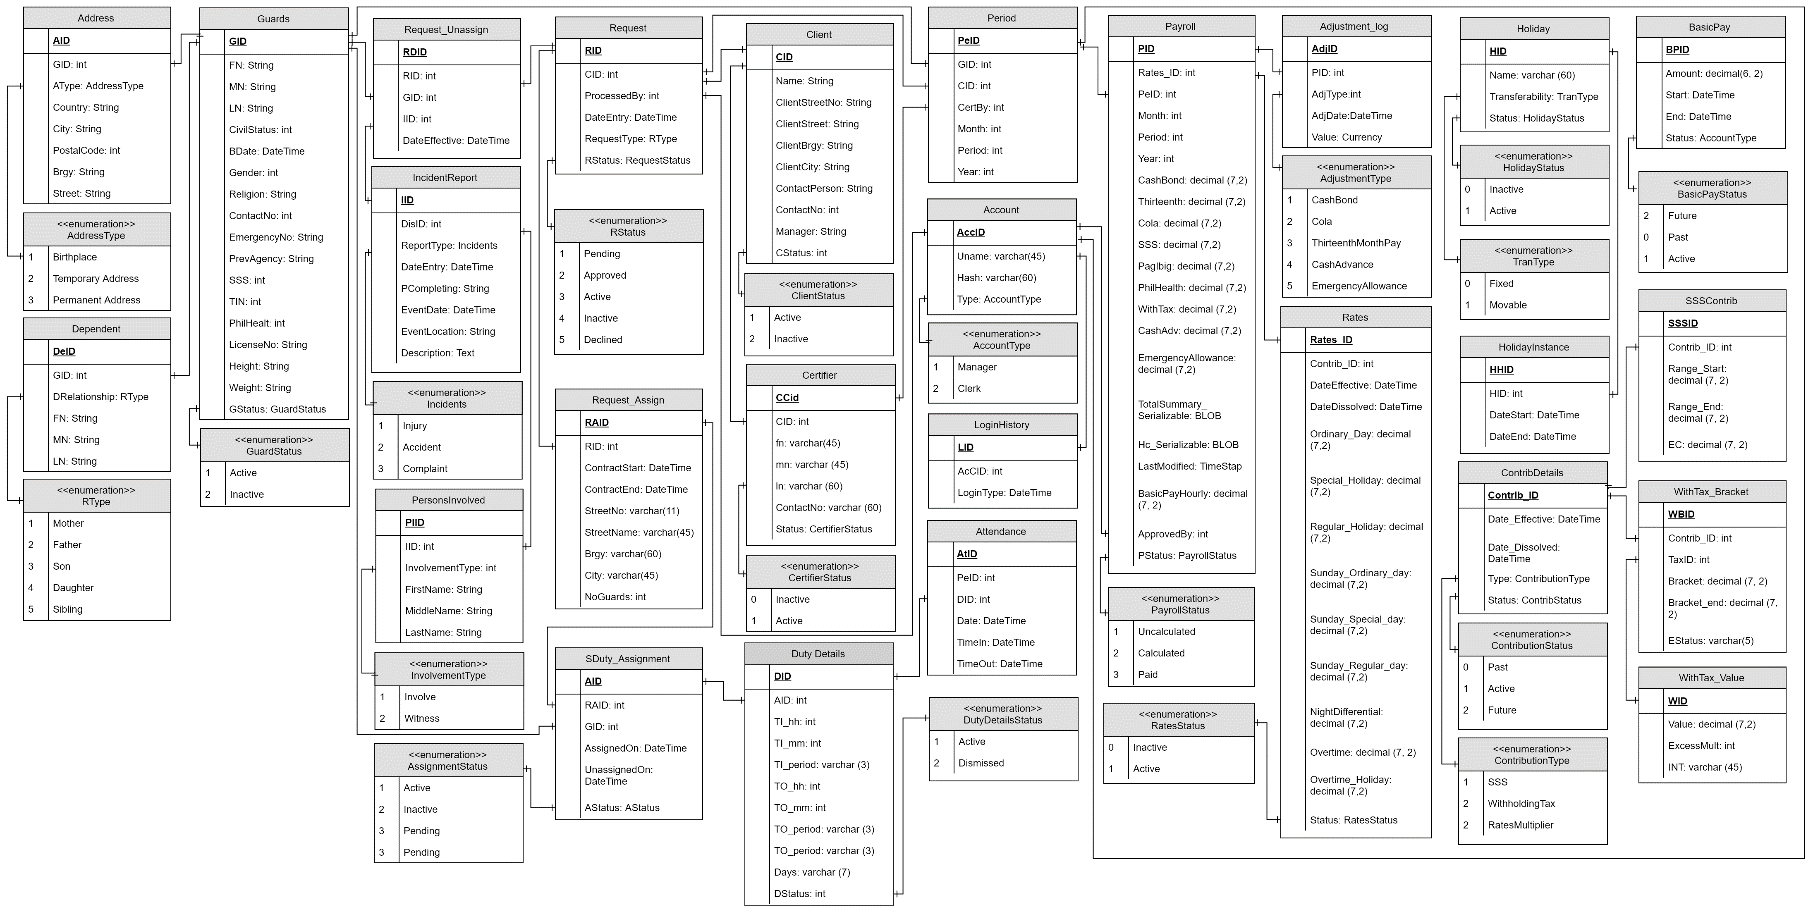 Address
AID
GID: int
AType: AddressType
Country: String
City: String
PostalCode: int
Brgy: String
Street: String
<<enumeration>>
AddressType
1 Birthplace
2 Temporary Address
3 Permanent Address
Dependent
DeID
GID: int
DRelationship: RType
FN: String
MN: String
LN: String
<<enumeration>>
RType
1 Mother
2 Father
3 Son
4 Daughter
5 Sibling
Guards
GID
FN: String
MN: String
LN: String
CivilStatus: int
BDate: DateTime
Gender: int
Religion: String
ContactNo: int
EmergencyNo: String
PrevAgency: String
SSS: int
TIN: int
PhilHealt: int
LicenseNo: String
Height: String
Weight: String
GStatus: GuardStatus
<<enumeration>>
GuardStatus
1 Active
2 Inactive
Request_Unassign
RDID
RID: int
GID: int
IID: int
DateEffective: DateTime
IncidentReport
IID
DisID: int
ReportType: Incidents
DateEntry: DateTime
PCompleting: String
EventDate: DateTime
EventLocation: String
Description: Text
<<enumeration>>
Incidents
1 Injury
2 Accident
3 Complaint
PersonsInvolved
PIID
IID: int
InvolvementType: int
FirstName: String
MiddleName: String
LastName: String
<<enumeration>>
InvolvementType
1 Involve
2 Witness
<<enumeration>>
AssignmentStatus
1 Active
2 Inactive
3 Pending
3 Pending
Request
RID
CID: int
ProcessedBy: int
DateEntry: DateTime
RequestType: RType
RStatus: RequestStatus
<<enumeration>>
RStatus
1 Pending
2 Approved
3 Active
4 Inactive
5 Declined
Request_Assign
RAID
RID: int
ContractStart: DateTime
ContractEnd: DateTime
StreetNo: varchar(11)
StreetName: varchar(45)
Brgy: varchar(60)
City: varchar(45)
NoGuards: int
SDuty_Assignment
AID
RAID: int
GID: int
AssignedOn: DateTime
UnassignedOn:
DateTime
AStatus: AStatus
Client
CID
Name: String
ClientStreetNo: String
ClientStreet: String
ClientBrgy: String
ClientCity: String
ContactPerson: String
ContactNo: int
Manager: String
CStatus: int
<<enumeration>>
ClientStatus
1 Active
2 Inactive
Certifier
CCid
CID: int
fn: varchar(45)
mn: varchar (45)
ln: varchar (60)
ContactNo: varchar (60)
Status: CertifierStatus
<<enumeration>>
CertifierStatus
0 Inactive
1 Active
Duty Details
DID
AID: int
TI_hh: int
TI_mm: int
TI_period: varchar (3)
TO_hh: int
TO_mm: int
TO_period: varchar (3)
TO_period: varchar (3)
Days: varchar (7)
DStatus: int
Period
PeID
GID: int
CID: int
CertBy: int
Month: int
Period: int
Year: int
Account
AccID
Uname: varchar(45)
Hash: varchar(60)
Type: AccountType
<<enumeration>>
AccountType
1 Manager
2 Clerk
LoginHistory
LID
AcCID: int
LoginType: DateTime
Attendance
AtID
PeID: int
DID: int
Date: DateTime
TimeIn: DateTime
TimeOut: DateTime
<<enumeration>>
DutyDetailsStatus
1 Active
2 Dismissed
Payroll
PID
Rates_ID: int
PeID: int
Month: int
Period: int
Year: int
CashBond: decimal (7,2)
Thirteenth: decimal (7,2)
Cola: decimal (7,2)
SSS: decimal (7,2)
PagIbig: decimal (7,2)
PhilHealth: decimal (7,2)
WithTax: decimal (7,2)
CashAdv: decimal (7,2)
EmergencyAllowance:
decimal (7,2)
TotalSummary_
Serializable: BLOB
Hc_Serializable: BLOB
LastModified: TimeStap
BasicPayHourly: decimal
(7, 2)
ApprovedBy: int
PStatus: PayrollStatus
<<enumeration>>
PayrollStatus
1 Uncalculated
2 Calculated
3 Paid
<<enumeration>>
RatesStatus
0 Inactive
1 Active
Adjustment_log
AdjID
PID: int
AdjType:int
AdjDate:DateTime
Value: Currency
<<enumeration>>
AdjustmentType
1 CashBond
2 Cola
3 ThirteenthMonthPay
4 CashAdvance
5 EmergencyAllowance
Rates
Rates_ID
Contrib_ID: int
DateEffective: DateTime
DateDissolved: DateTime
Ordinary_Day: decimal
(7,2)
Special_Holiday: decimal
(7,2)
Regular_Holiday: decimal
(7,2)
Sunday_Ordinary_day:
decimal (7,2)
Sunday_Special_day:
decimal (7,2)
Sunday_Regular_day:
decimal (7,2)
NightDifferential:
decimal (7,2)
Overtime: decimal (7, 2)
Overtime_Holiday:
decimal (7,2)
Status: RatesStatus
Holiday
HID
Name: varchar (60)
Transferability: TranType
Status: HolidayStatus
<<enumeration>>
HolidayStatus
0 Inactive
1 Active
<<enumeration>>
TranType
0 Fixed
1 Movable
HolidayInstance
HHID
HID: int
DateStart: DateTime
DateEnd: DateTime
ContribDetails
Contrib_ID
Date_Effective: DateTime
Date_Dissolved:
DateTime
Type: ContributionType
Status: ContribStatus
<<enumeration>>
ContributionStatus
0 Past
1 Active
2 Future
<<enumeration>>
ContributionType
1 SSS
2 WithholdingTax
2 RatesMultiplier
BasicPay
BPID
Amount: decimal(6, 2)
Start: DateTime
End: DateTime
Status: AccountType
<<enumeration>>
BasicPayStatus
2 Future
0 Past
1 Active
SSSContrib
SSSID
Contrib_ID: int
Range_Start:
decimal (7, 2)
Range_End:
decimal (7, 2)
EC: decimal (7, 2)
WithTax_Bracket
WBID
Contrib_ID: int
TaxID: int
Bracket: decimal (7, 2)
Bracket_end: decimal (7,
2)
EStatus: varchar(5)
WithTax_Value
WID
Value: decimal (7,2)
ExcessMult: int
INT: varchar (45)